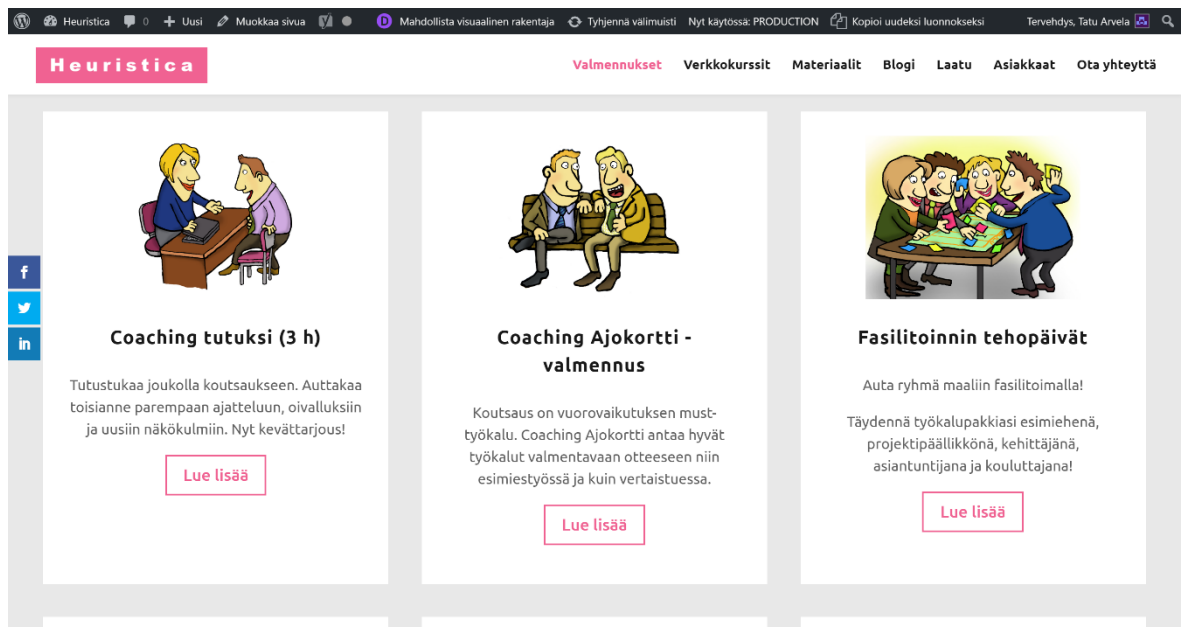 Heuristica 0 Uusi Muokkaa sivua Mahdollista visuaalinen rakentaja Tyhjennä välimuisti Nyt käytössä: PRODUCTION Kopioi uudeksi luonnokseksi Tervehdys, Tatu Arvela
Heuristica
Valmennukset Verkkokurssit Materiaalit Blogi Laatu Asiakkaat Ota yhteyttä
Coaching tutuksi (3 h)
Tutustukaa joukolla koutsaukseen. Auttakaa
toisianne parempaan ajatteluun, oivalluksiin
ja uusiin näkökulmiin. Nyt kevättarjous!
Lue lisää
Coaching Ajokortti -
valmennus
Koutsaus on vuorovaikutuksen must-
työkalu. Coaching Ajokortti antaa hyvät
työkalut valmentavaan otteeseen niin
esimiestyössä ja kuin vertaistuessa.
Lue lisää
Fasilitoinnin tehopäivät
Auta ryhmä maaliin fasilitoimalla!
Täydennä työkalupakkiasi esimiehenä,
projektipäällikkönä, kehittäjänä,
asiantuntijana ja kouluttajana!
Lue lisää